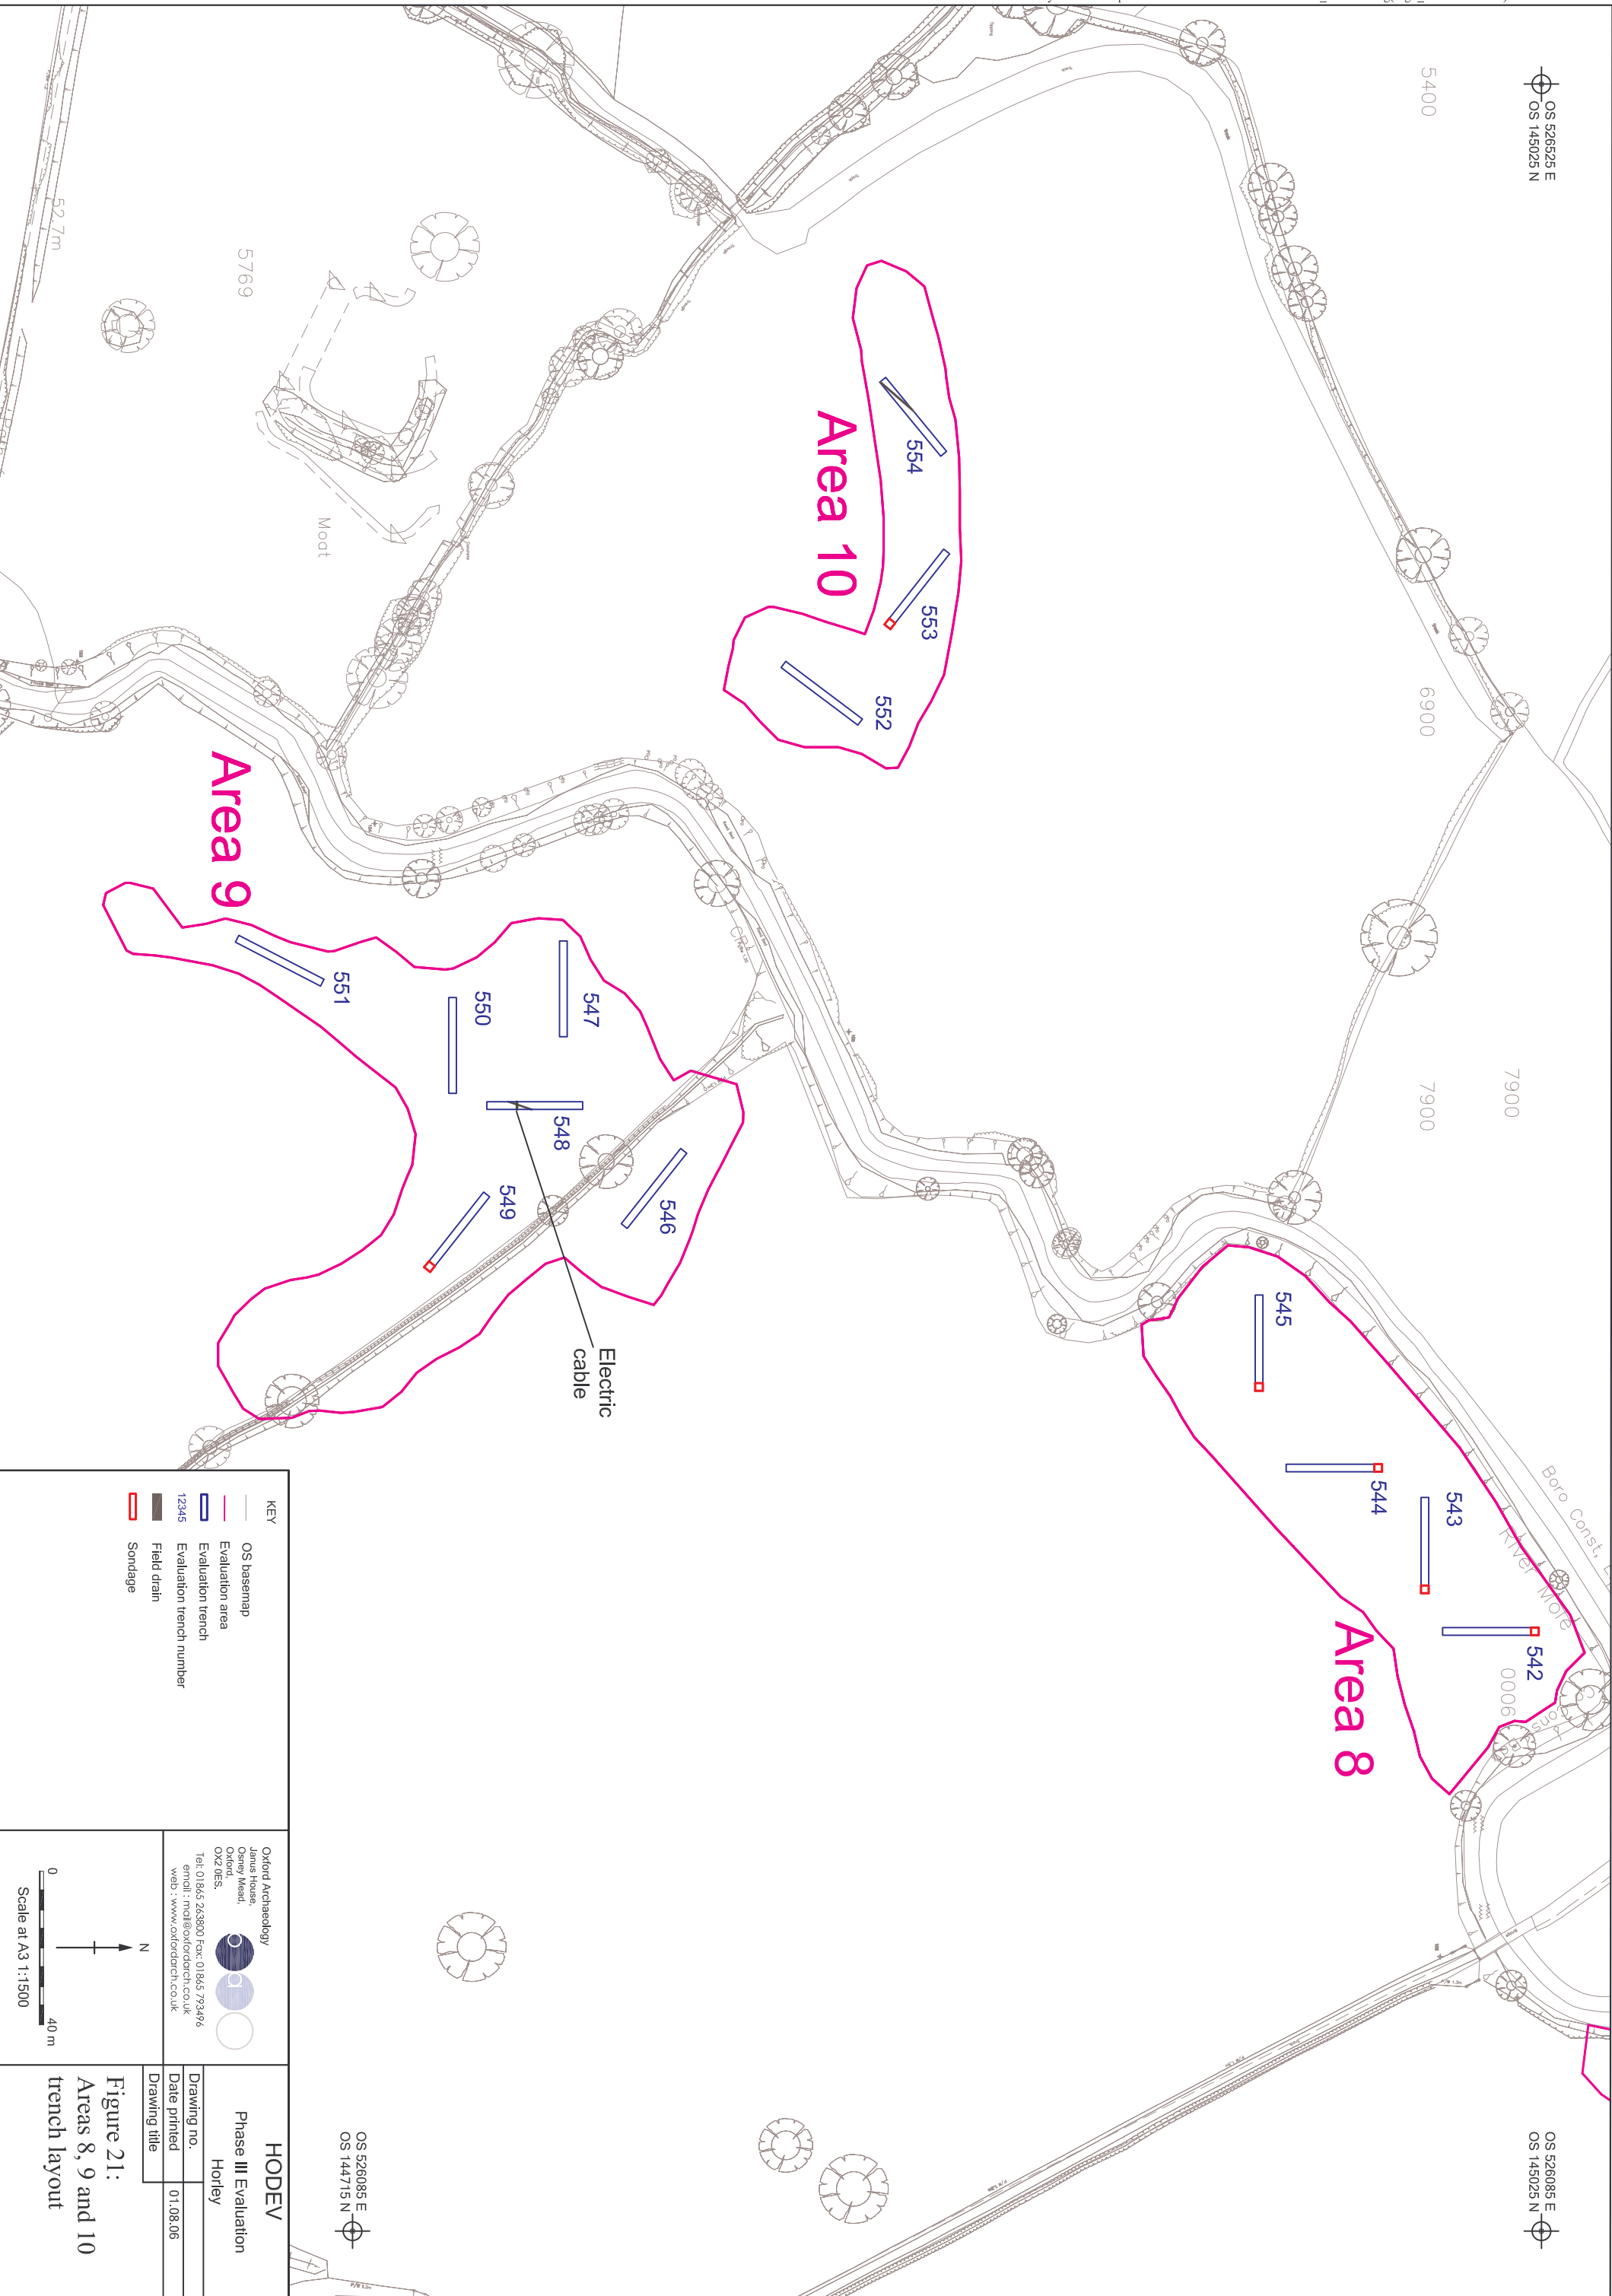 OS 526525 E
OS 145025 N
OS 526085 E
OS 145025 N
5400
6900
7900
7900
9000
Boro Const,
River Mole
542
543
544
545
Area 8
554
553
552
Area 10
5769
52.7m
Moat
Area 9
547
546
548
549
550
551
Electric
cable
OS 526085 E
OS 144715 N
KEY
OS basemap
Evaluation area
Evaluation trench
12345
Evaluation trench number
Field drain
Sondage
Oxford Archaeology
Janus House,
Osney Mead,
Oxford,
OX2 0ES.
Tel: 01865 263800 Fax: 01865 793496
email : mail@oxfordarch.co.uk
web : www.oxfordarch.co.uk
N
0
40 m
Scale at A3 1:1500
HODEV
Phase III Evaluation
Horley
Drawing no.
Date printed
01.08.06
Drawing title
Figure 21:
Areas 8, 9 and 10
trench layout